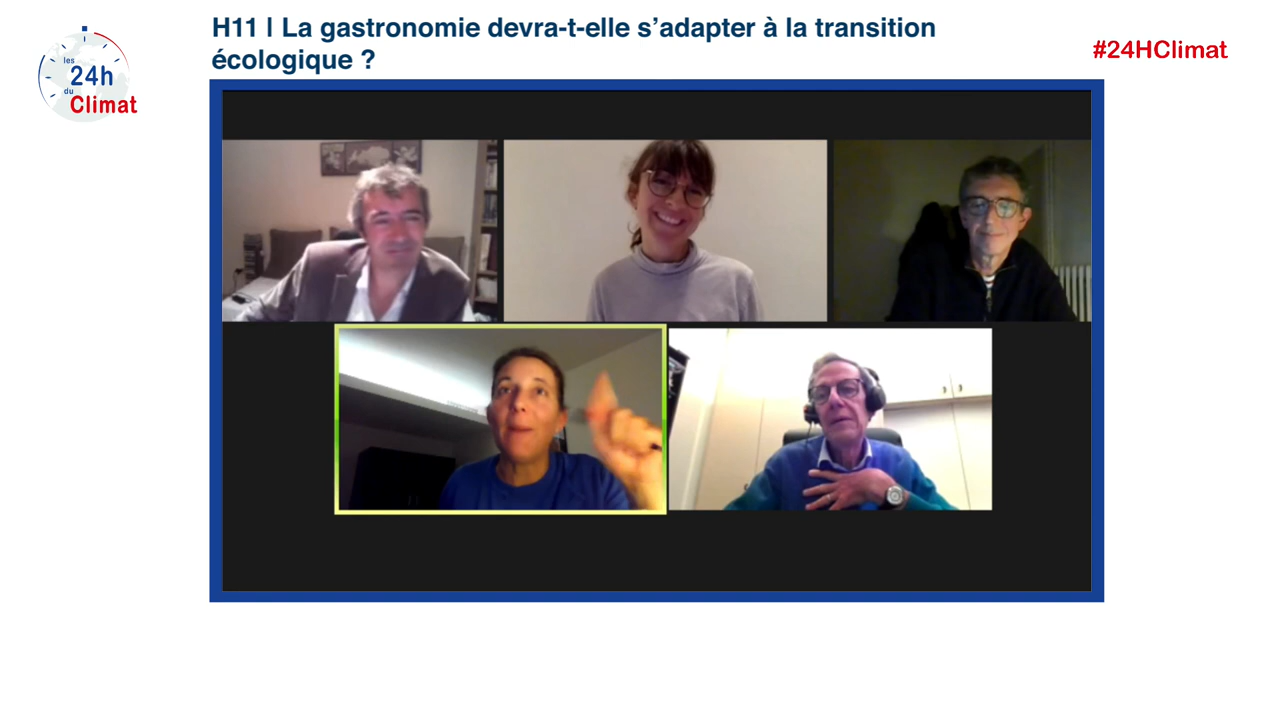 H11 | La gastronomie devra-t-elle s’adapter à la transition
écologique ?
#24HClimat
les
24h
du
Climat